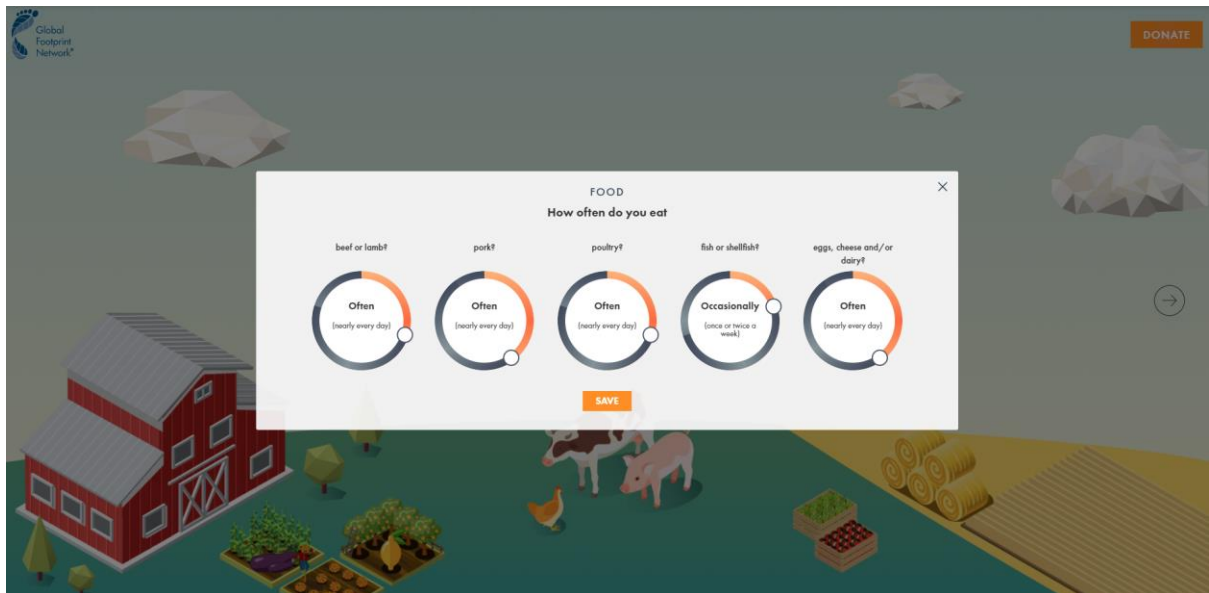 Global
Footprint
Network®
DONATE
FOOD
How often do you eat
beef or lamb?
pork?
poultry?
fish or shellfish?
eggs, cheese and/or
dairy?
Often
(nearly every day)
Often
(nearly every day)
Often
(nearly every day)
Occasionally
(once or twice a
week)
Often
(nearly every day)
SAVE